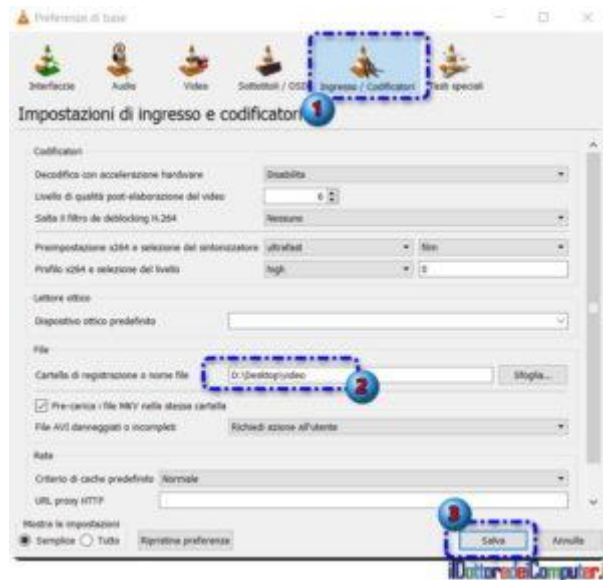 Preferenze di base
Interfaccia Audio Video Sottotitoli / OSD Ingresso / Codificatori Tasti speciali
Impostazioni di ingresso e codificatori
1
Codificatori
Decodifica con accelerazione hardware Disabilita
Livello di qualità post-elaborazione del video 6
Salta il filtro de deblocking H.264 Nessuno
Preimpostazione x264 e selezione del sintonizzatore ultrafast film
Profilo x264 e selezione del livello high 0
Lettore ottico
Dispositivo ottico predefinito
File
Cartella di registrazione o nome file D:\Desktop\video Sfoglia...
2
Pre-carica i file MKV nella stessa cartella
File AVI danneggiati o incompleti Richiedi azione all'utente
Rete
Criterio di cache predefinito Normale
URL proxy HTTP
3
Mostra le impostazioni
Semplice Tutto Ripristina preferenze Salva Annulla
ilDottoredeiComputer.